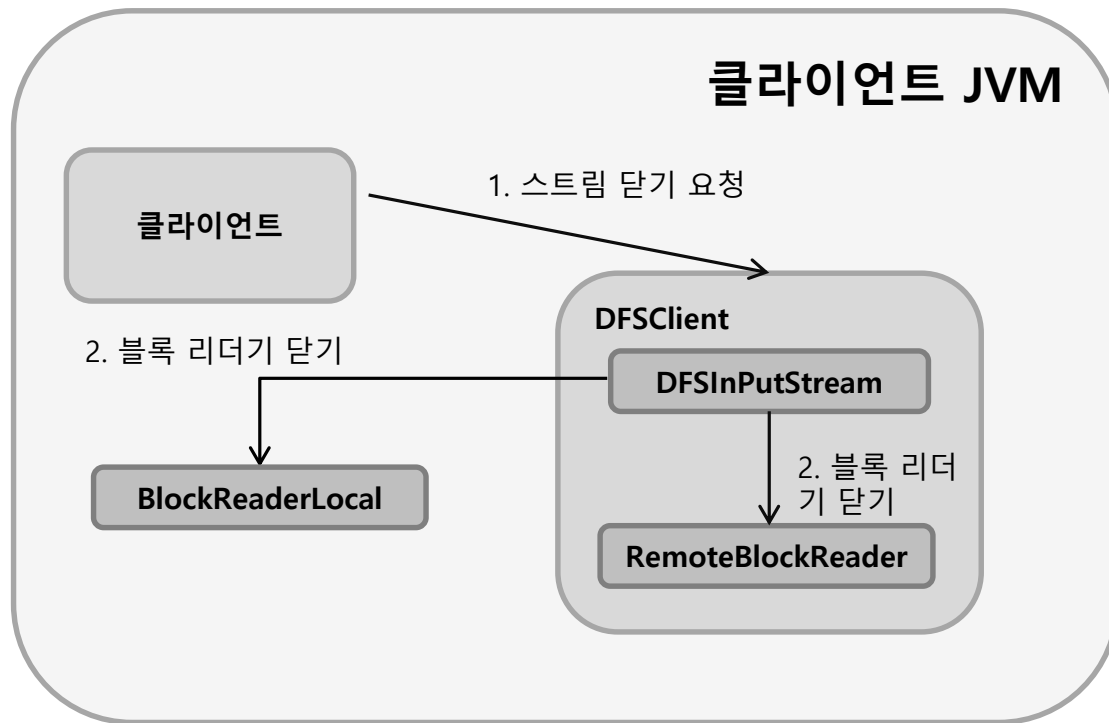 클라이언트 JVM
1. 스트림 닫기 요청
클라이언트
DFSClient
2. 블록 리더기 닫기
DFSInPutStream
2. 블록 리더
기 닫기
BlockReaderLocal
RemoteBlockReader